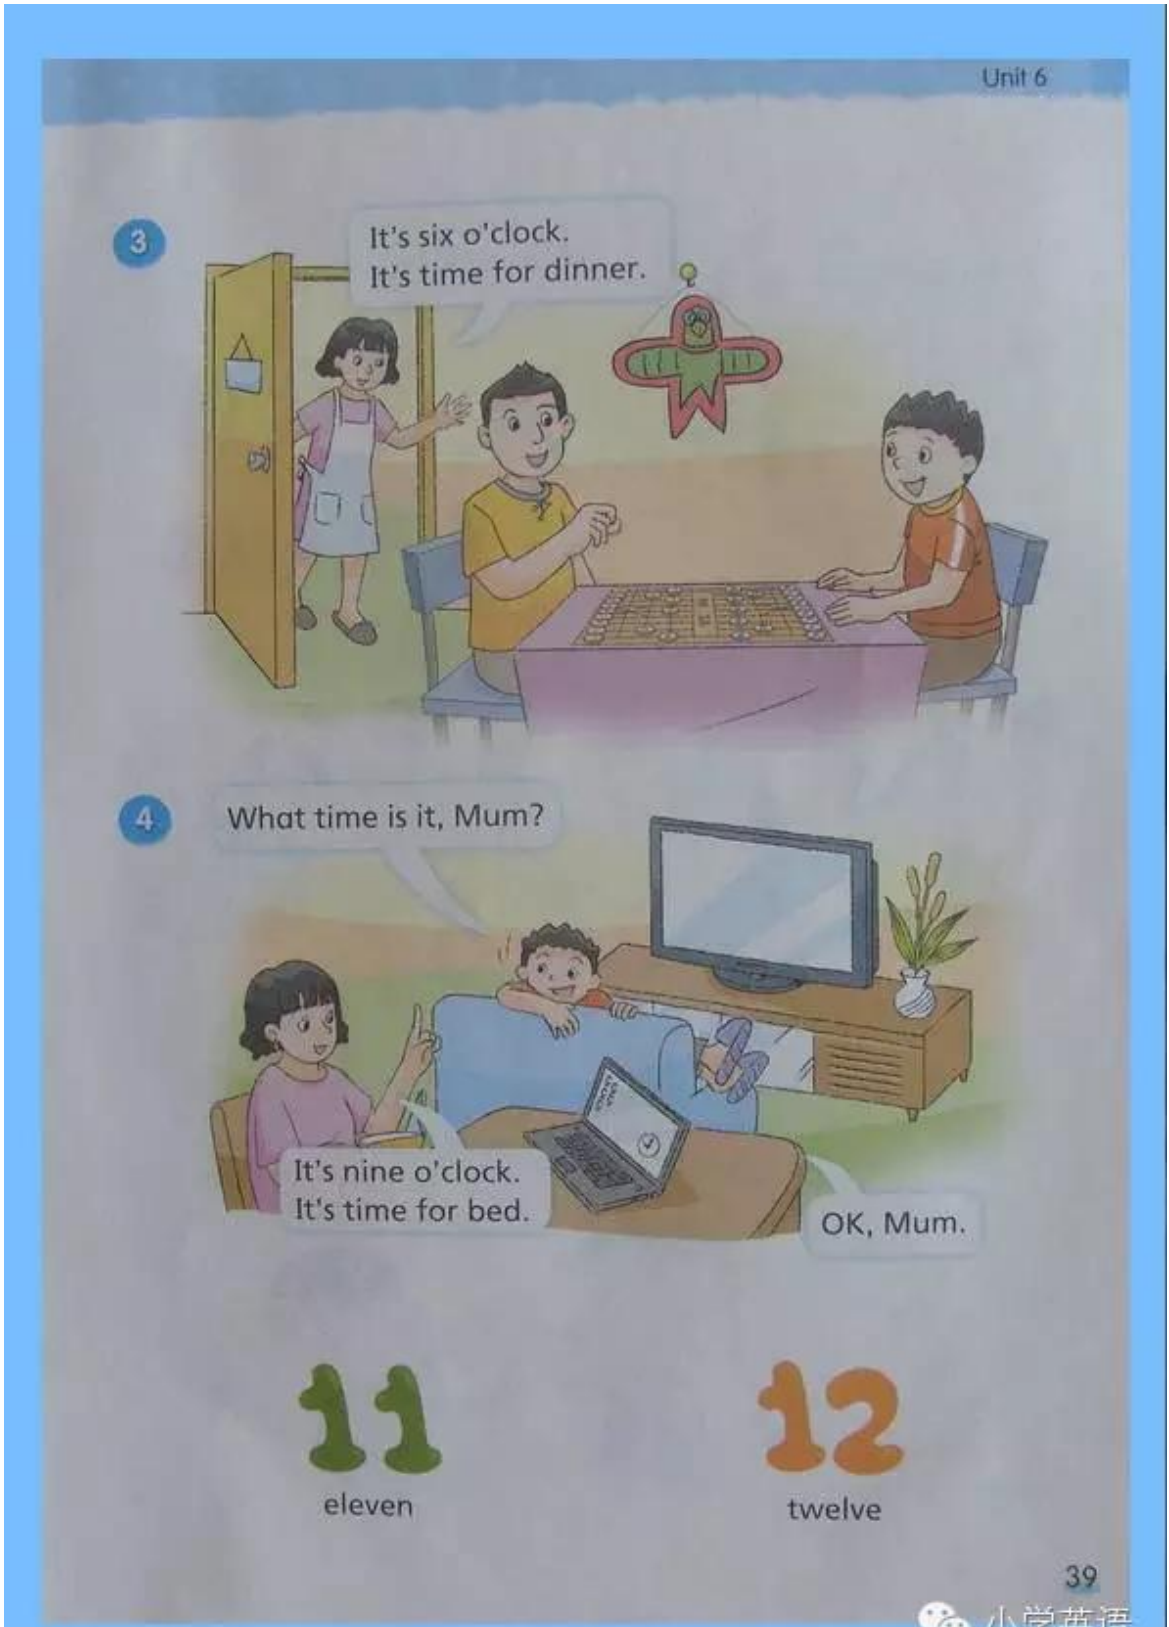 Unit 6
3
It's six o'clock.
It's time for dinner.
4
What time is it, Mum?
It's nine o'clock.
It's time for bed.
OK, Mum.
11
12
eleven
twelve
39
小学英语